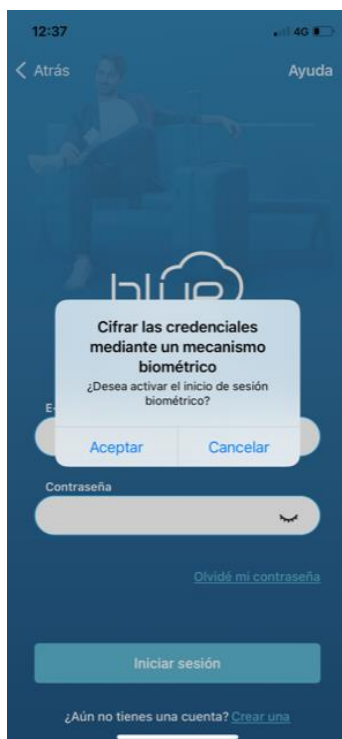 12:37
4G
Atrás
Ayuda
blue
Cifrar las credenciales
mediante un mecanismo
biométrico
¿Desea activar el inicio de sesión
biométrico?
Aceptar
Cancelar
Contraseña
Olvidé mi contraseña
Iniciar sesión
¿Aún no tienes una cuenta? Crear una